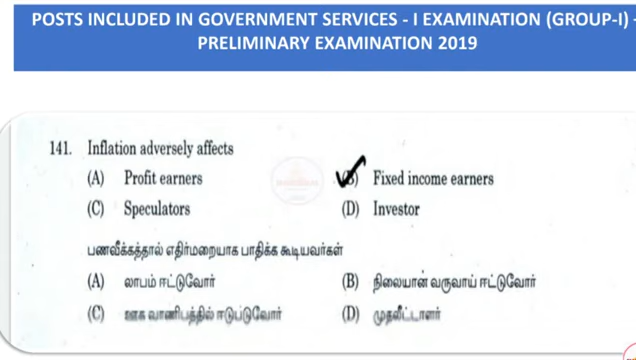 POSTS INCLUDED IN GOVERNMENT SERVICES - I EXAMINATION (GROUP-I) -
PRELIMINARY EXAMINATION 2019
141. Inflation adversely affects
(A) Profit earners (B) Fixed income earners
(C) Speculators (D) Investor
பணவீக்கத்தால் எதிர்மறையாக பாதிக்க கூடியவர்கள்
(A) லாபம் ஈட்டுவோர் (B) நிலையான வருவாய் ஈட்டுவோர்
(C) ஊக வாணிபத்தில் ஈடுபடுவோர் (D) முதலீட்டாளர்